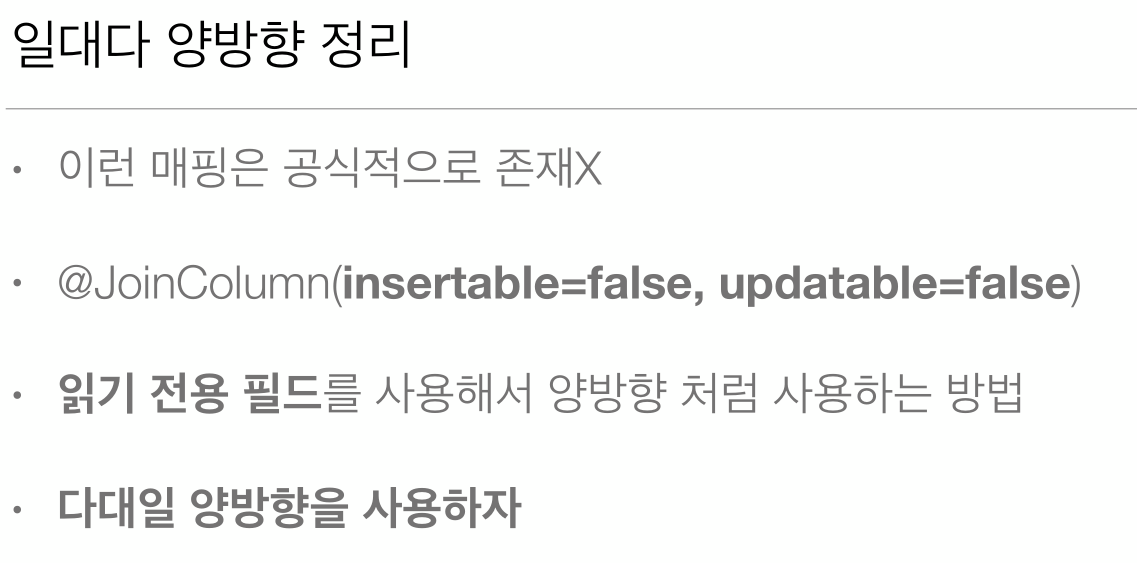 일대다 양방향 정리
• 이런 매핑은 공식적으로 존재X
• @JoinColumn(insertable=false, updatable=false)
• 읽기 전용 필드를 사용해서 양방향 처럼 사용하는 방법
• 다대일 양방향을 사용하자